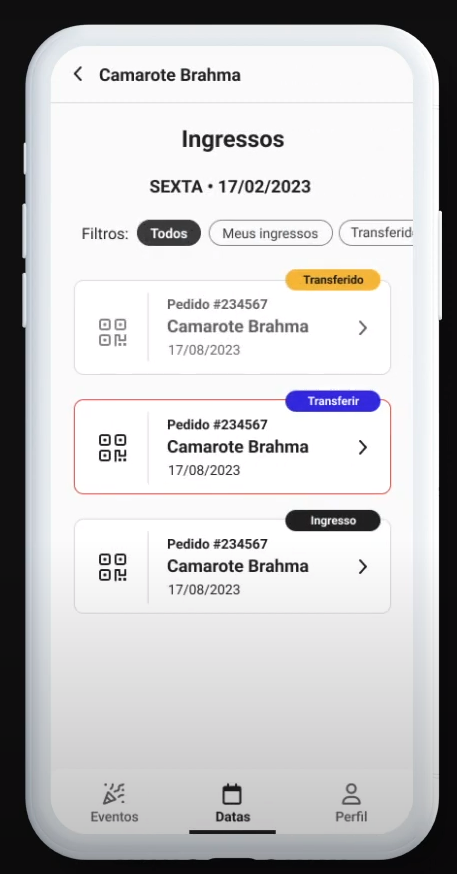 Camarote Brahma
Ingressos
SEXTA • 17/02/2023
Filtros: Todos Meus ingressos Transferid
Transferido
Pedido #234567
Camarote Brahma
17/08/2023
Transferir
Pedido #234567
Camarote Brahma
17/08/2023
Ingresso
Pedido #234567
Camarote Brahma
17/08/2023
Eventos Datas Perfil